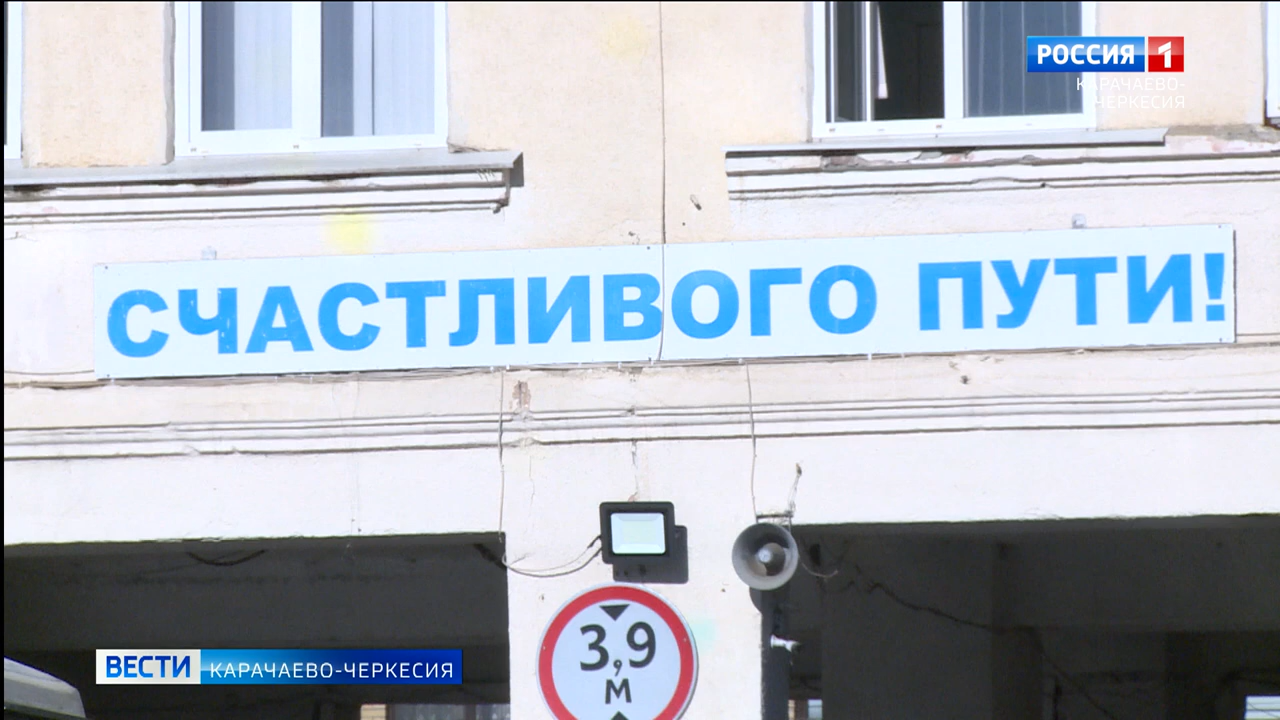 РОССИЯ 1
КАРАЧАЕВО-
ЧЕРКЕСИЯ
СЧАСТЛИВОГО ПУТИ!
3,9
м
ВЕСТИ КАРАЧАЕВО-ЧЕРКЕСИЯ